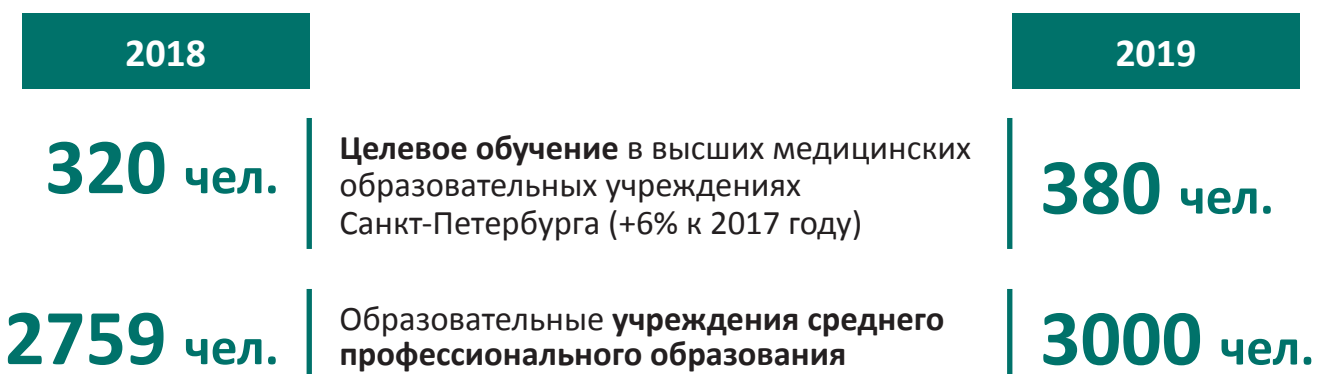 2018
2019
320 чел.
Целевое обучение в высших медицинских
образовательных учреждениях
Санкт-Петербурга (+6% к 2017 году)
380 чел.
2759 чел.
Образовательные учреждения среднего
профессионального образования
3000 чел.